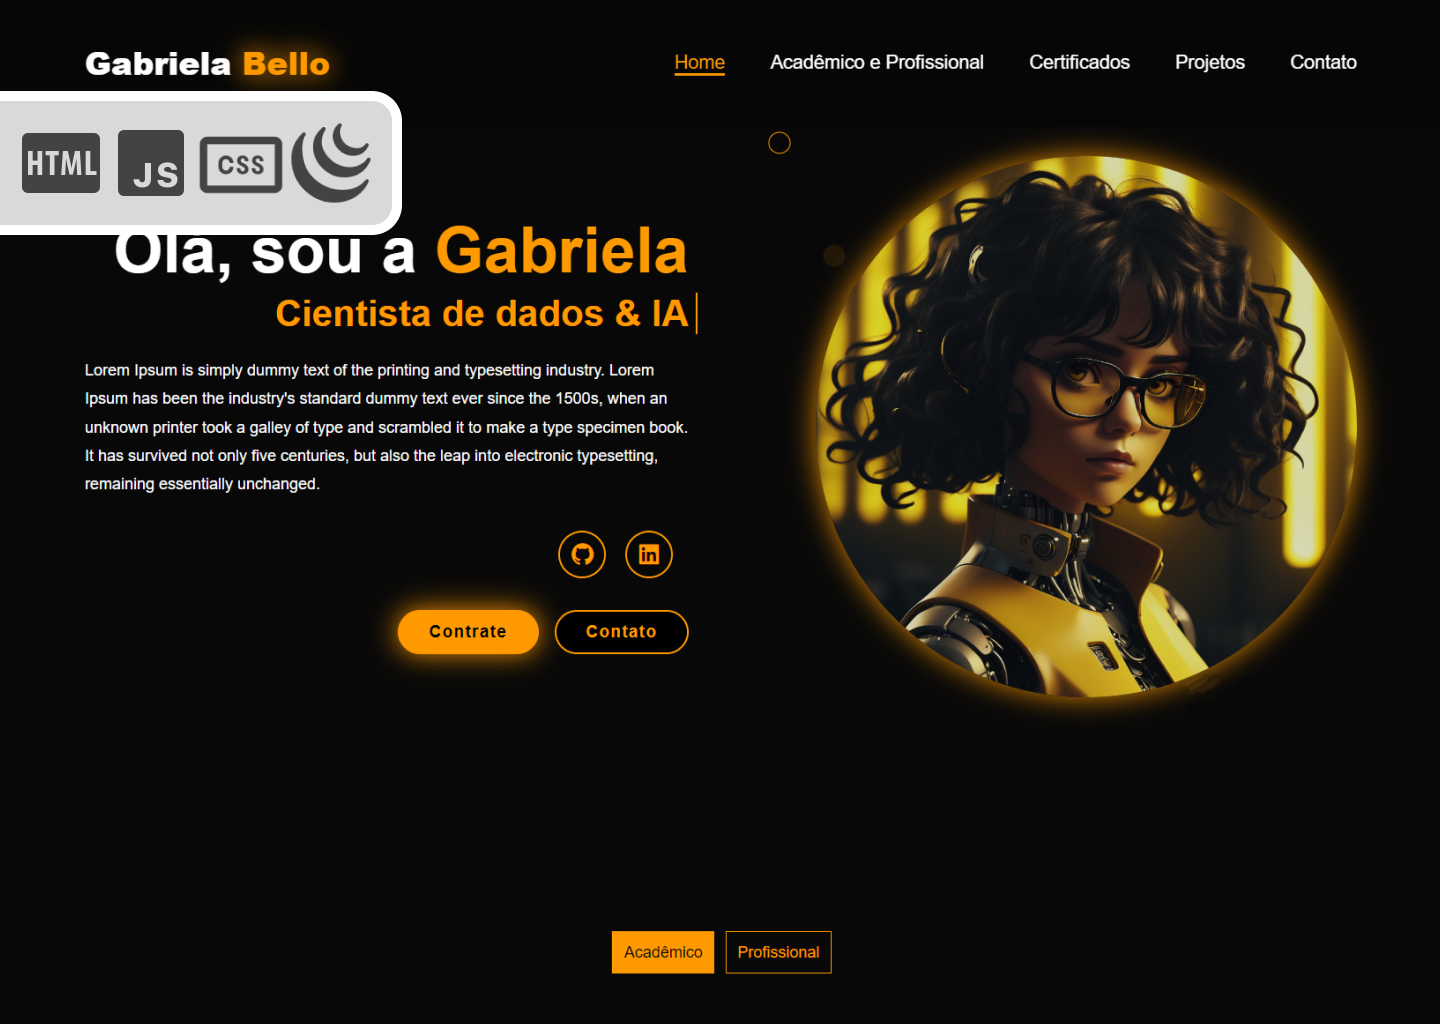 Gabriela Bello
Home Acadêmico e Profissional Certificados Projetos Contato
HTML JS CSS
Olá, sou a Gabriela
Cientista de dados & IA
Lorem Ipsum is simply dummy text of the printing and typesetting industry. Lorem
Ipsum has been the industry's standard dummy text ever since the 1500s, when an
unknown printer took a galley of type and scrambled it to make a type specimen book.
It has survived not only five centuries, but also the leap into electronic typesetting,
remaining essentially unchanged.
in
Contrate Contato
Acadêmico Profissional